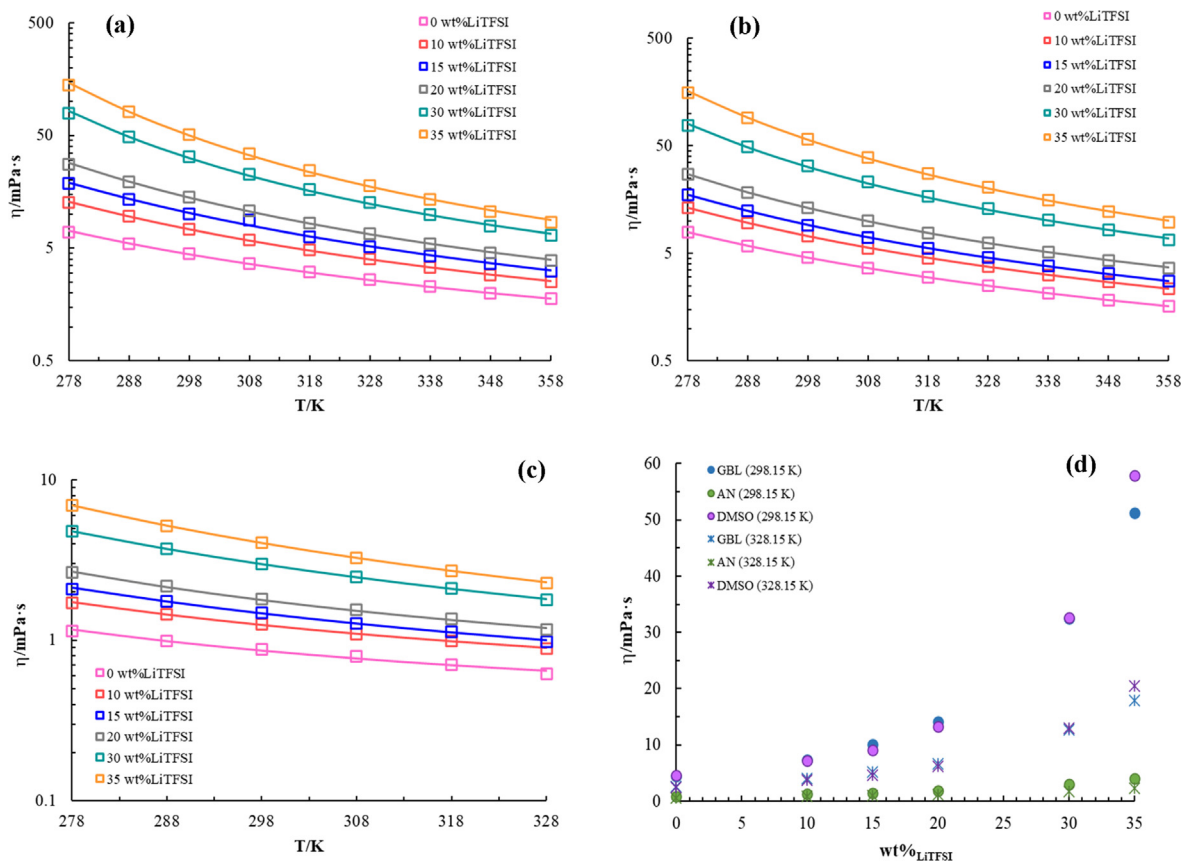 (a)
500
50
5
0.5
η/mPa·s
0 wt%LiTFSI
10 wt%LiTFSI
15 wt%LiTFSI
20 wt%LiTFSI
30 wt%LiTFSI
35 wt%LiTFSI
278 288 298 308 318 328 338 348 358
T/K
(b)
500
50
5
0.5
η/mPa·s
0 wt%LiTFSI
10 wt%LiTFSI
15 wt%LiTFSI
20 wt%LiTFSI
30 wt%LiTFSI
35 wt%LiTFSI
278 288 298 308 318 328 338 348 358
T/K
(c)
10
1
0.1
η/mPa·s
0 wt%LiTFSI
10 wt%LiTFSI
15 wt%LiTFSI
20 wt%LiTFSI
30 wt%LiTFSI
35 wt%LiTFSI
278 288 298 308 318 328
T/K
(d)
60
50
40
30
20
10
0
η/mPa·s
GBL (298.15 K)
AN (298.15 K)
DMSO (298.15 K)
GBL (328.15 K)
AN (328.15 K)
DMSO (328.15 K)
0 5 10 15 20 25 30 35
wt%LiTFSI